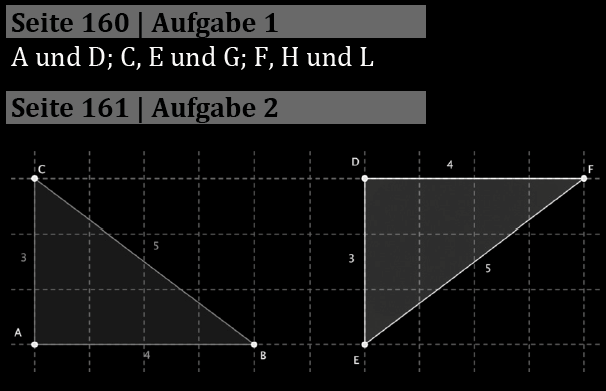 Seite 160 | Aufgabe 1
A und D; C, E und G; F, H und L
Seite 161 | Aufgabe 2
C
D
4
F
3
5
3
5
A
4
B
E